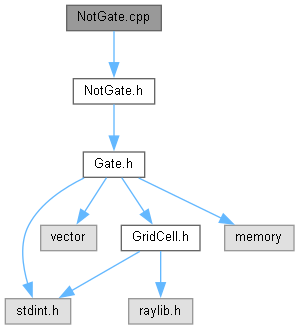 NotGate.cpp
NotGate.h
Gate.h
vector
GridCell.h
memory
stdint.h
raylib.h